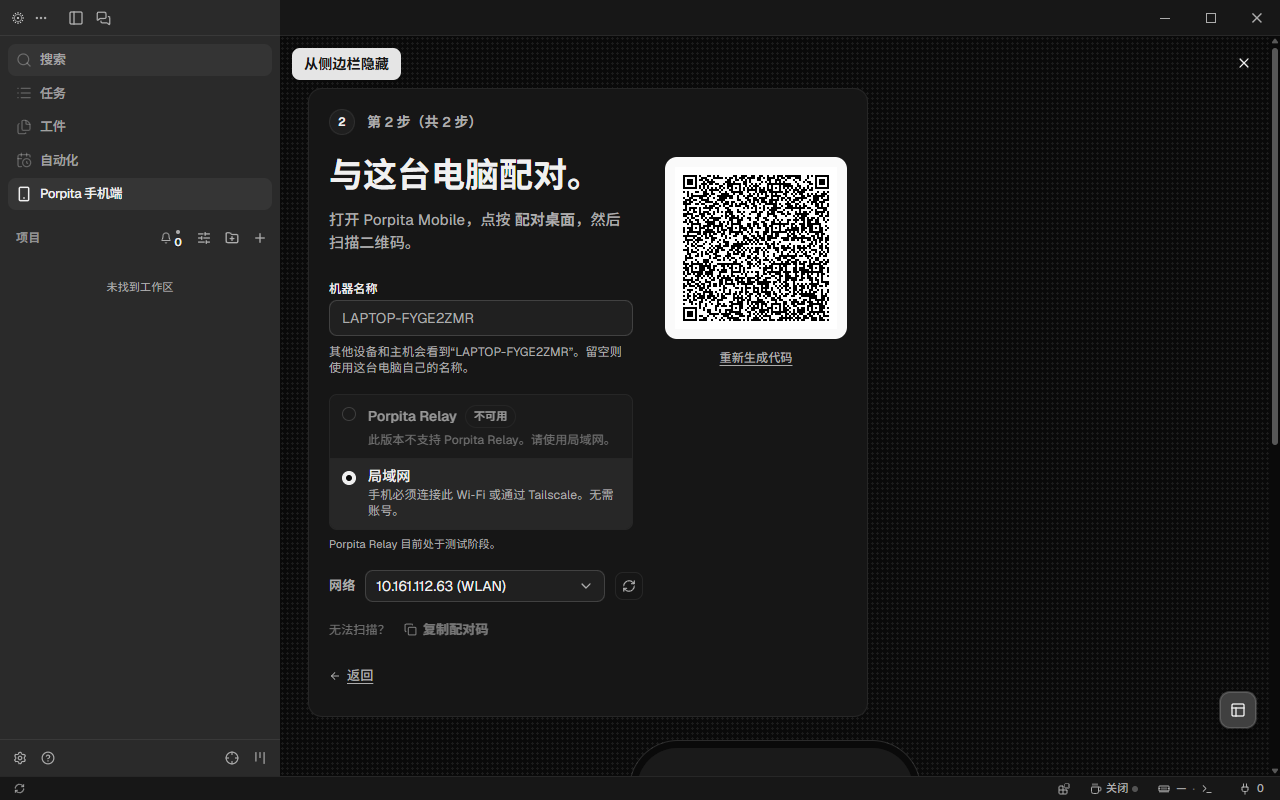 搜索
任务
工件
自动化
Porpita 手机端
项目
0
未找到工作区
从侧边栏隐藏
2
第 2 步（共 2 步）
与这台电脑配对。
打开 Porpita Mobile，点按 配对桌面，然后
扫描二维码。
机器名称
LAPTOP-FYGE2ZMR
其他设备和主机会看到“LAPTOP-FYGE2ZMR”。留空则
使用这台电脑自己的名称。
Porpita Relay 不可用
此版本不支持 Porpita Relay。请使用局域网。
局域网
手机必须连接此 Wi-Fi 或通过 Tailscale。无需
账号。
Porpita Relay 目前处于测试阶段。
网络 10.161.112.63 (WLAN)
无法扫描？ 复制配对码
返回
重新生成代码
关闭
0